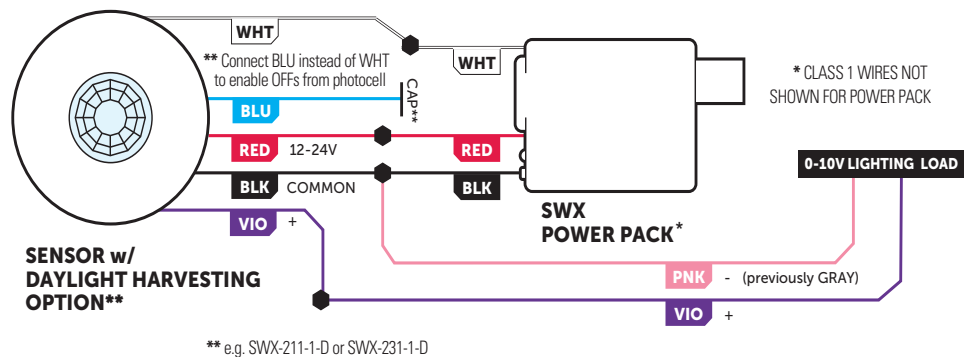 WHT
** Connect BLU instead of WHT
to enable OFFs from photocell
WHT
* CLASS 1 WIRES NOT
SHOWN FOR POWER PACK
CAP**
BLU
RED 12-24V
RED
BLK COMMON
BLK
0-10V LIGHTING LOAD
VIO +
SWX
POWER PACK*
SENSOR w/
DAYLIGHT HARVESTING
OPTION**
PNK - (previously GRAY)
VIO +
** e.g. SWX-211-1-D or SWX-231-1-D